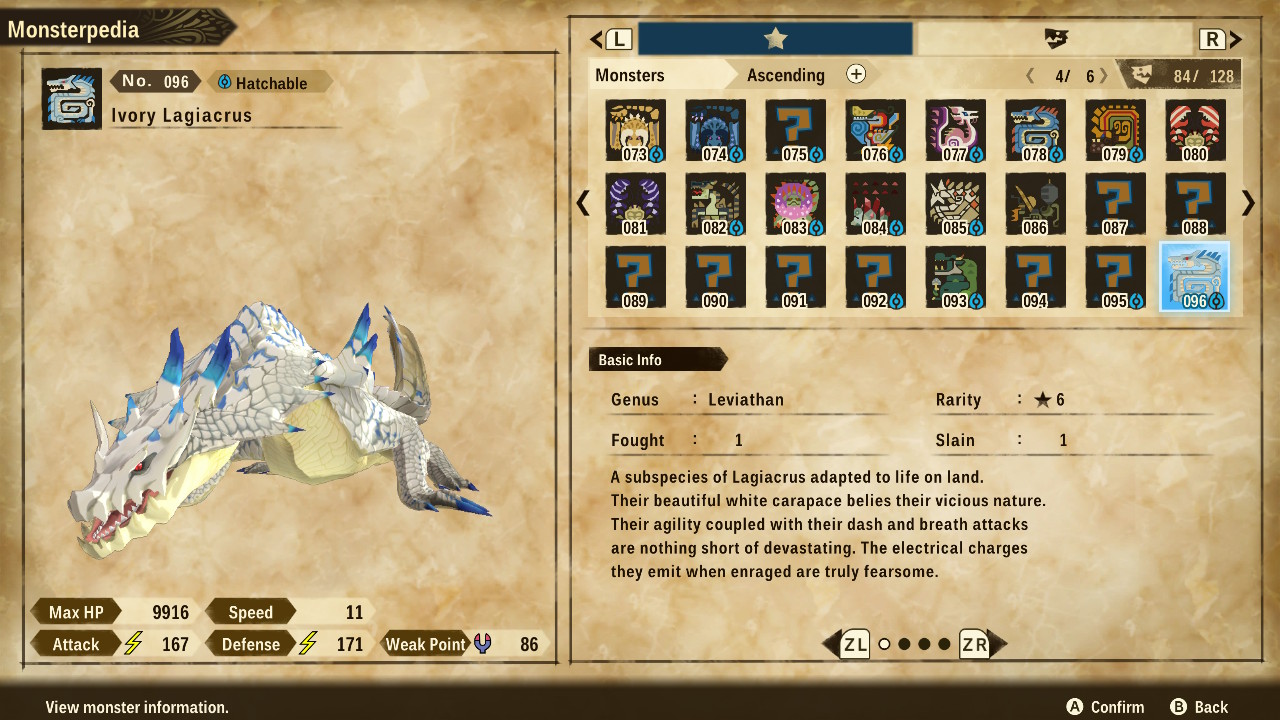 Monsterpedia
No. 096
Hatchable
Ivory Lagiacrus
Max HP 9916
Speed 11
Attack 167
Defense 171
Weak Point 86
L
R
Monsters
Ascending
4/ 6
84/ 128
073 074 ? 075 076 077 078 079 080
081 082 083 084 085 086 ? 087 ? 088
? 089 ? 090 ? 091 ? 092 093 ? 094 ? 095 096
Basic Info
Genus : Leviathan
Rarity : ★ 6
Fought : 1
Slain : 1
A subspecies of Lagiacrus adapted to life on land.
Their beautiful white carapace belies their vicious nature.
Their agility coupled with their dash and breath attacks
are nothing short of devastating. The electrical charges
they emit when enraged are truly fearsome.
ZL ZR
View monster information.
A Confirm
B Back